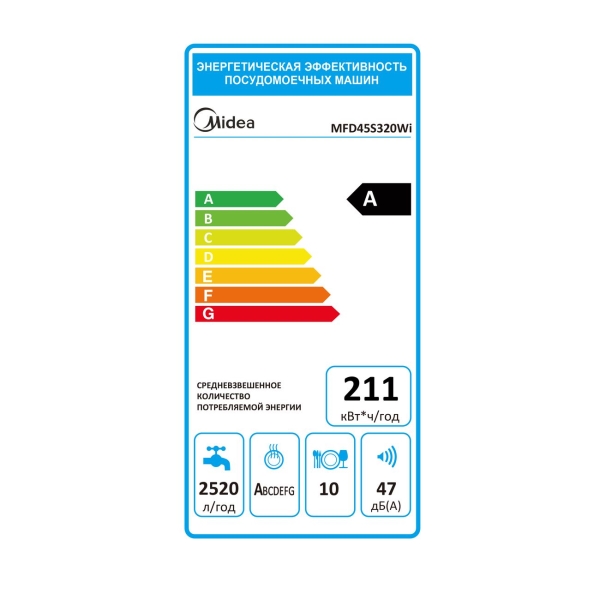 ЭНЕРГЕТИЧЕСКАЯ ЭФФЕКТИВНОСТЬ
ПОСУДОМОЕЧНЫХ МАШИН
Midea
MFD45S320Wi
A
A
B
C
D
E
F
G
СРЕДНЕВЗВЕШЕННОЕ
КОЛИЧЕСТВО
ПОТРЕБЛЯЕМОЙ ЭНЕРГИИ
211
кВт*ч/год
2520
л/год
ABCDEFG
10
47
дБ(А)